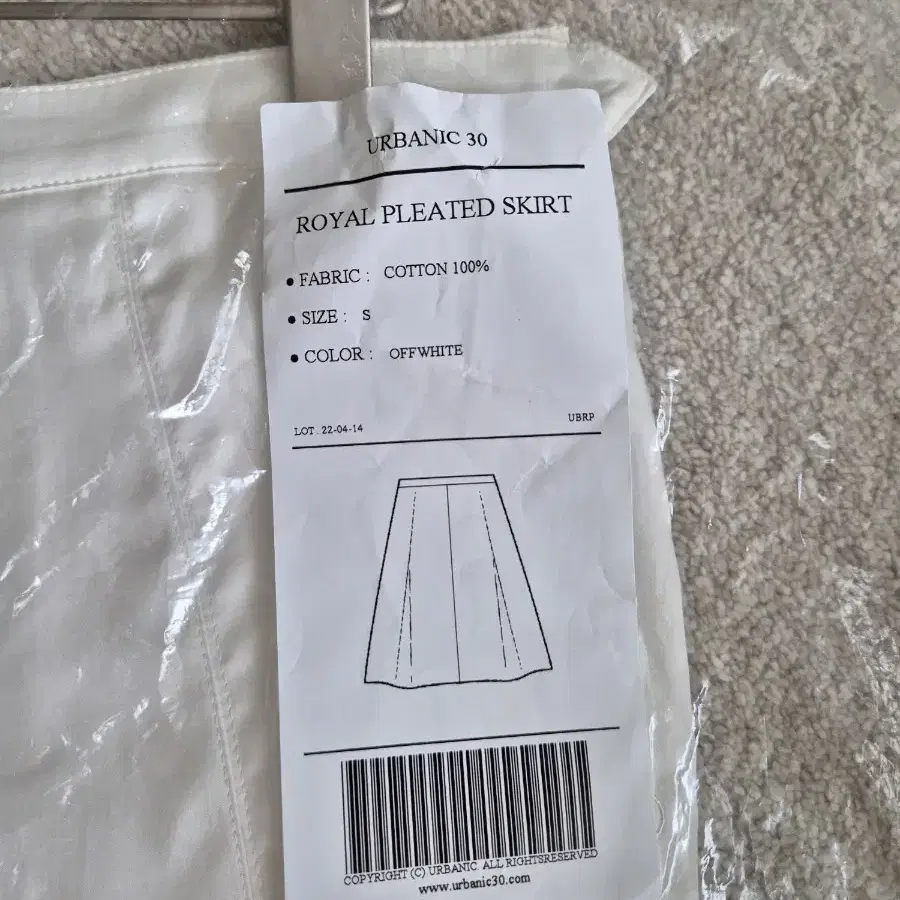 URBANIC 30
ROYAL PLEATED SKIRT
● FABRIC : COTTON 100%
● SIZE : S
● COLOR : OFFWHITE
LOT . 22-04-14 UBRP
COPYRIGHT (C) URBANIC. ALL RIGHTSRESERVED
www.urbanic30.com